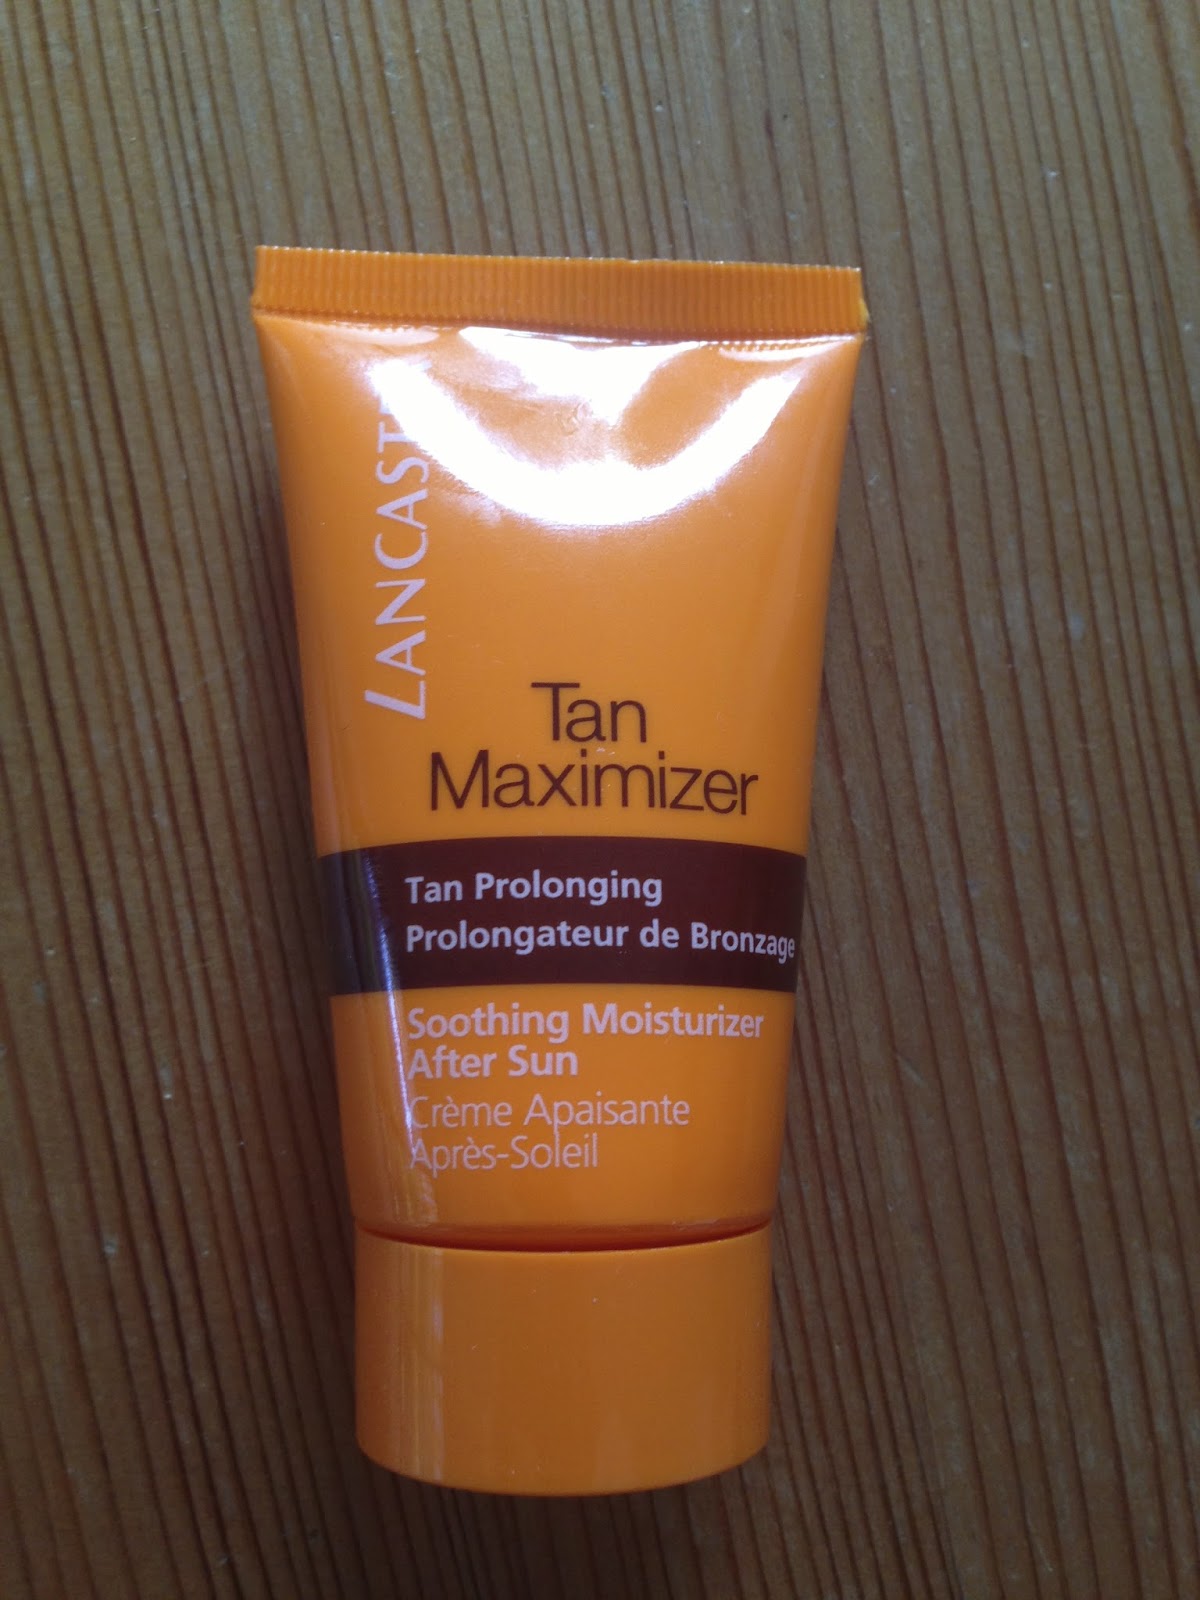 Tan
Maximizer
Tan Prolonging
Prolongateur de Bronzage
Soothing Moisturizer
After Sun
Crème Apaisante
Après-Soleil